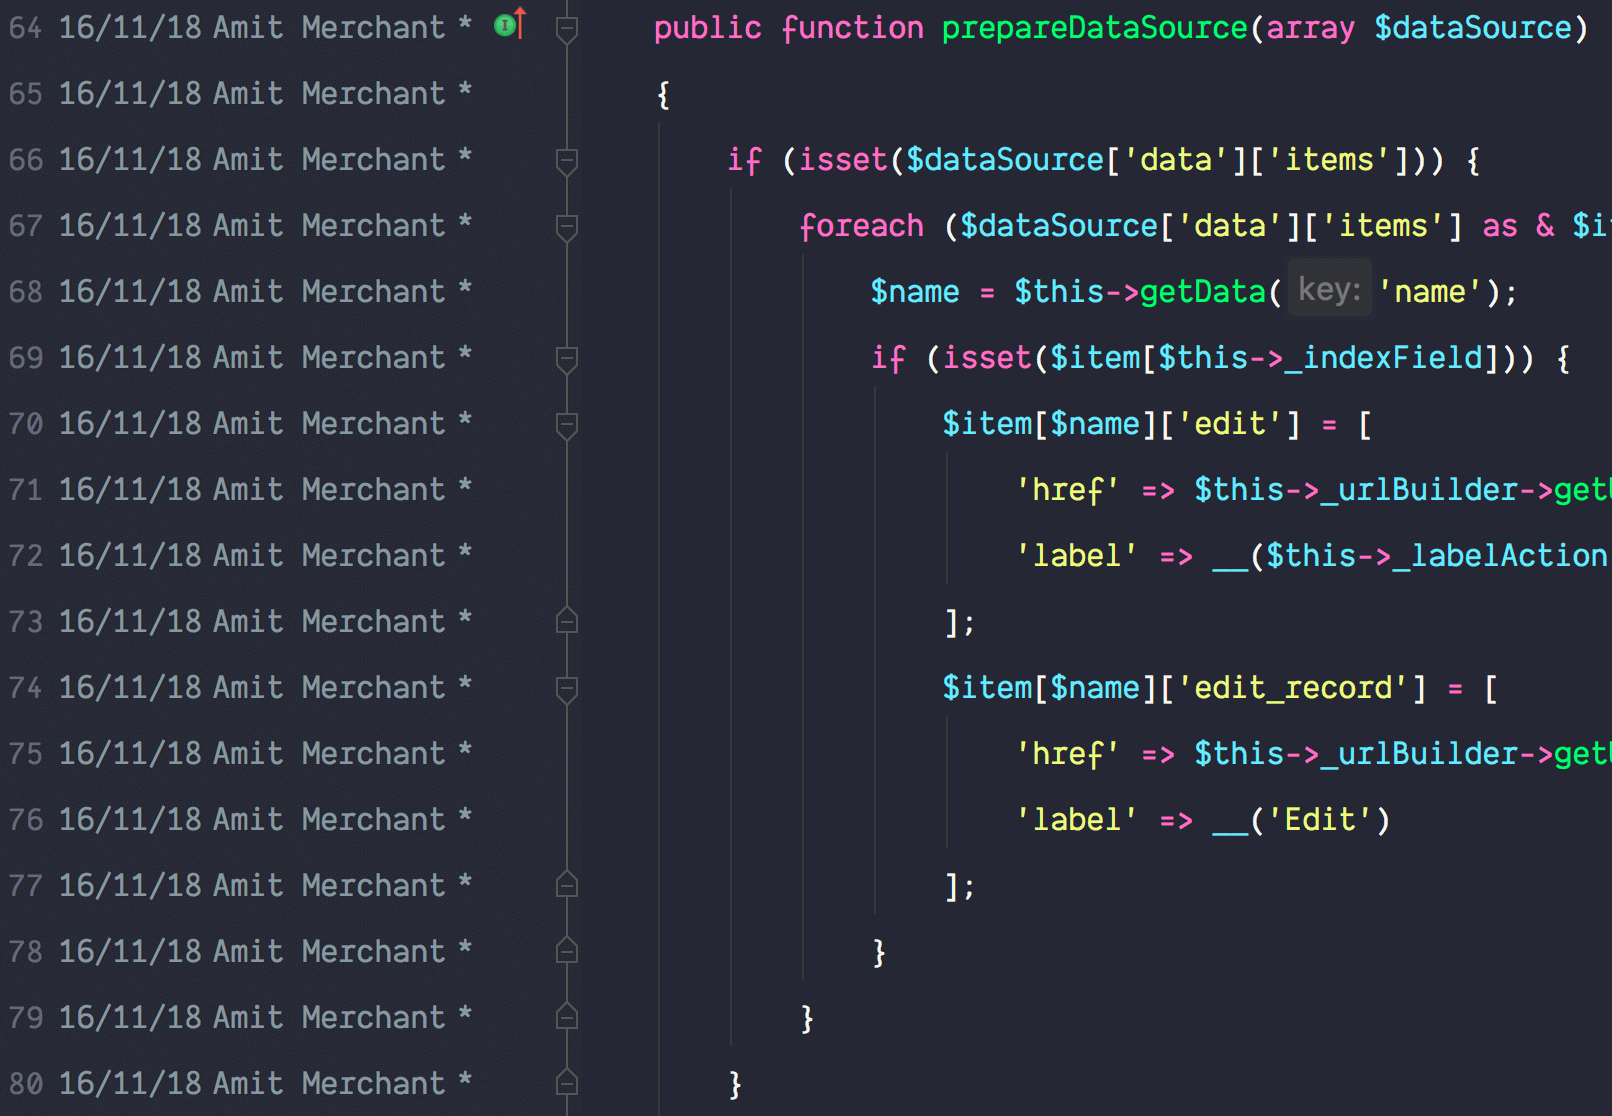 64 16/11/18 Amit Merchant * I public function prepareDataSource(array $dataSource)
65 16/11/18 Amit Merchant * {
66 16/11/18 Amit Merchant * if (isset($dataSource['data']['items'])) {
67 16/11/18 Amit Merchant * foreach ($dataSource['data']['items'] as & $it
68 16/11/18 Amit Merchant * $name = $this->getData( key: 'name');
69 16/11/18 Amit Merchant * if (isset($item[$this->_indexField])) {
70 16/11/18 Amit Merchant * $item[$name]['edit'] = [
71 16/11/18 Amit Merchant * 'href' => $this->_urlBuilder->getU
72 16/11/18 Amit Merchant * 'label' => __($this->_labelAction
73 16/11/18 Amit Merchant * ];
74 16/11/18 Amit Merchant * $item[$name]['edit_record'] = [
75 16/11/18 Amit Merchant * 'href' => $this->_urlBuilder->getU
76 16/11/18 Amit Merchant * 'label' => __('Edit')
77 16/11/18 Amit Merchant * ];
78 16/11/18 Amit Merchant * }
79 16/11/18 Amit Merchant * }
80 16/11/18 Amit Merchant * }